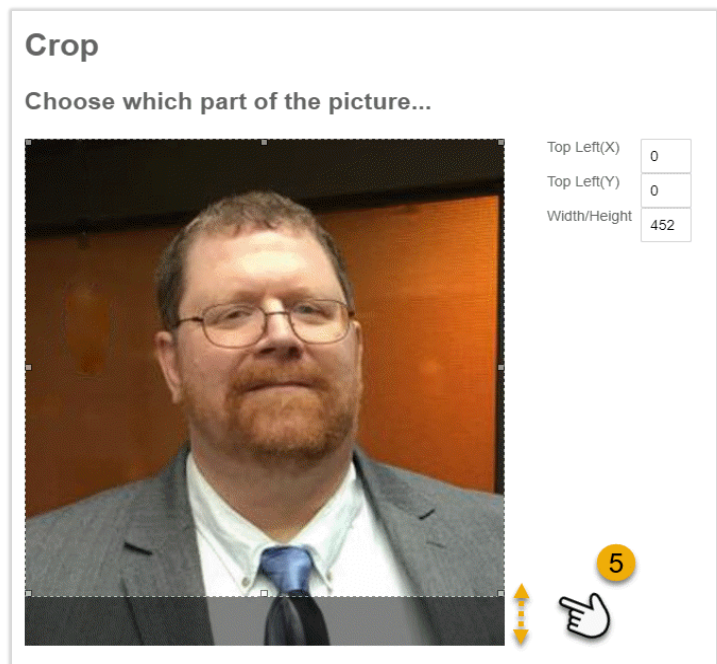 Crop
Choose which part of the picture...
Top Left(X) 0
Top Left(Y) 0
Width/Height 452
5